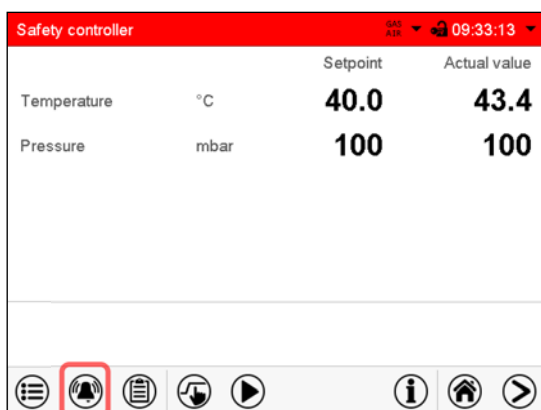 Safety controller GAS AIR 09:33:13
Setpoint Actual value
Temperature °C 40.0 43.4
Pressure mbar 100 100